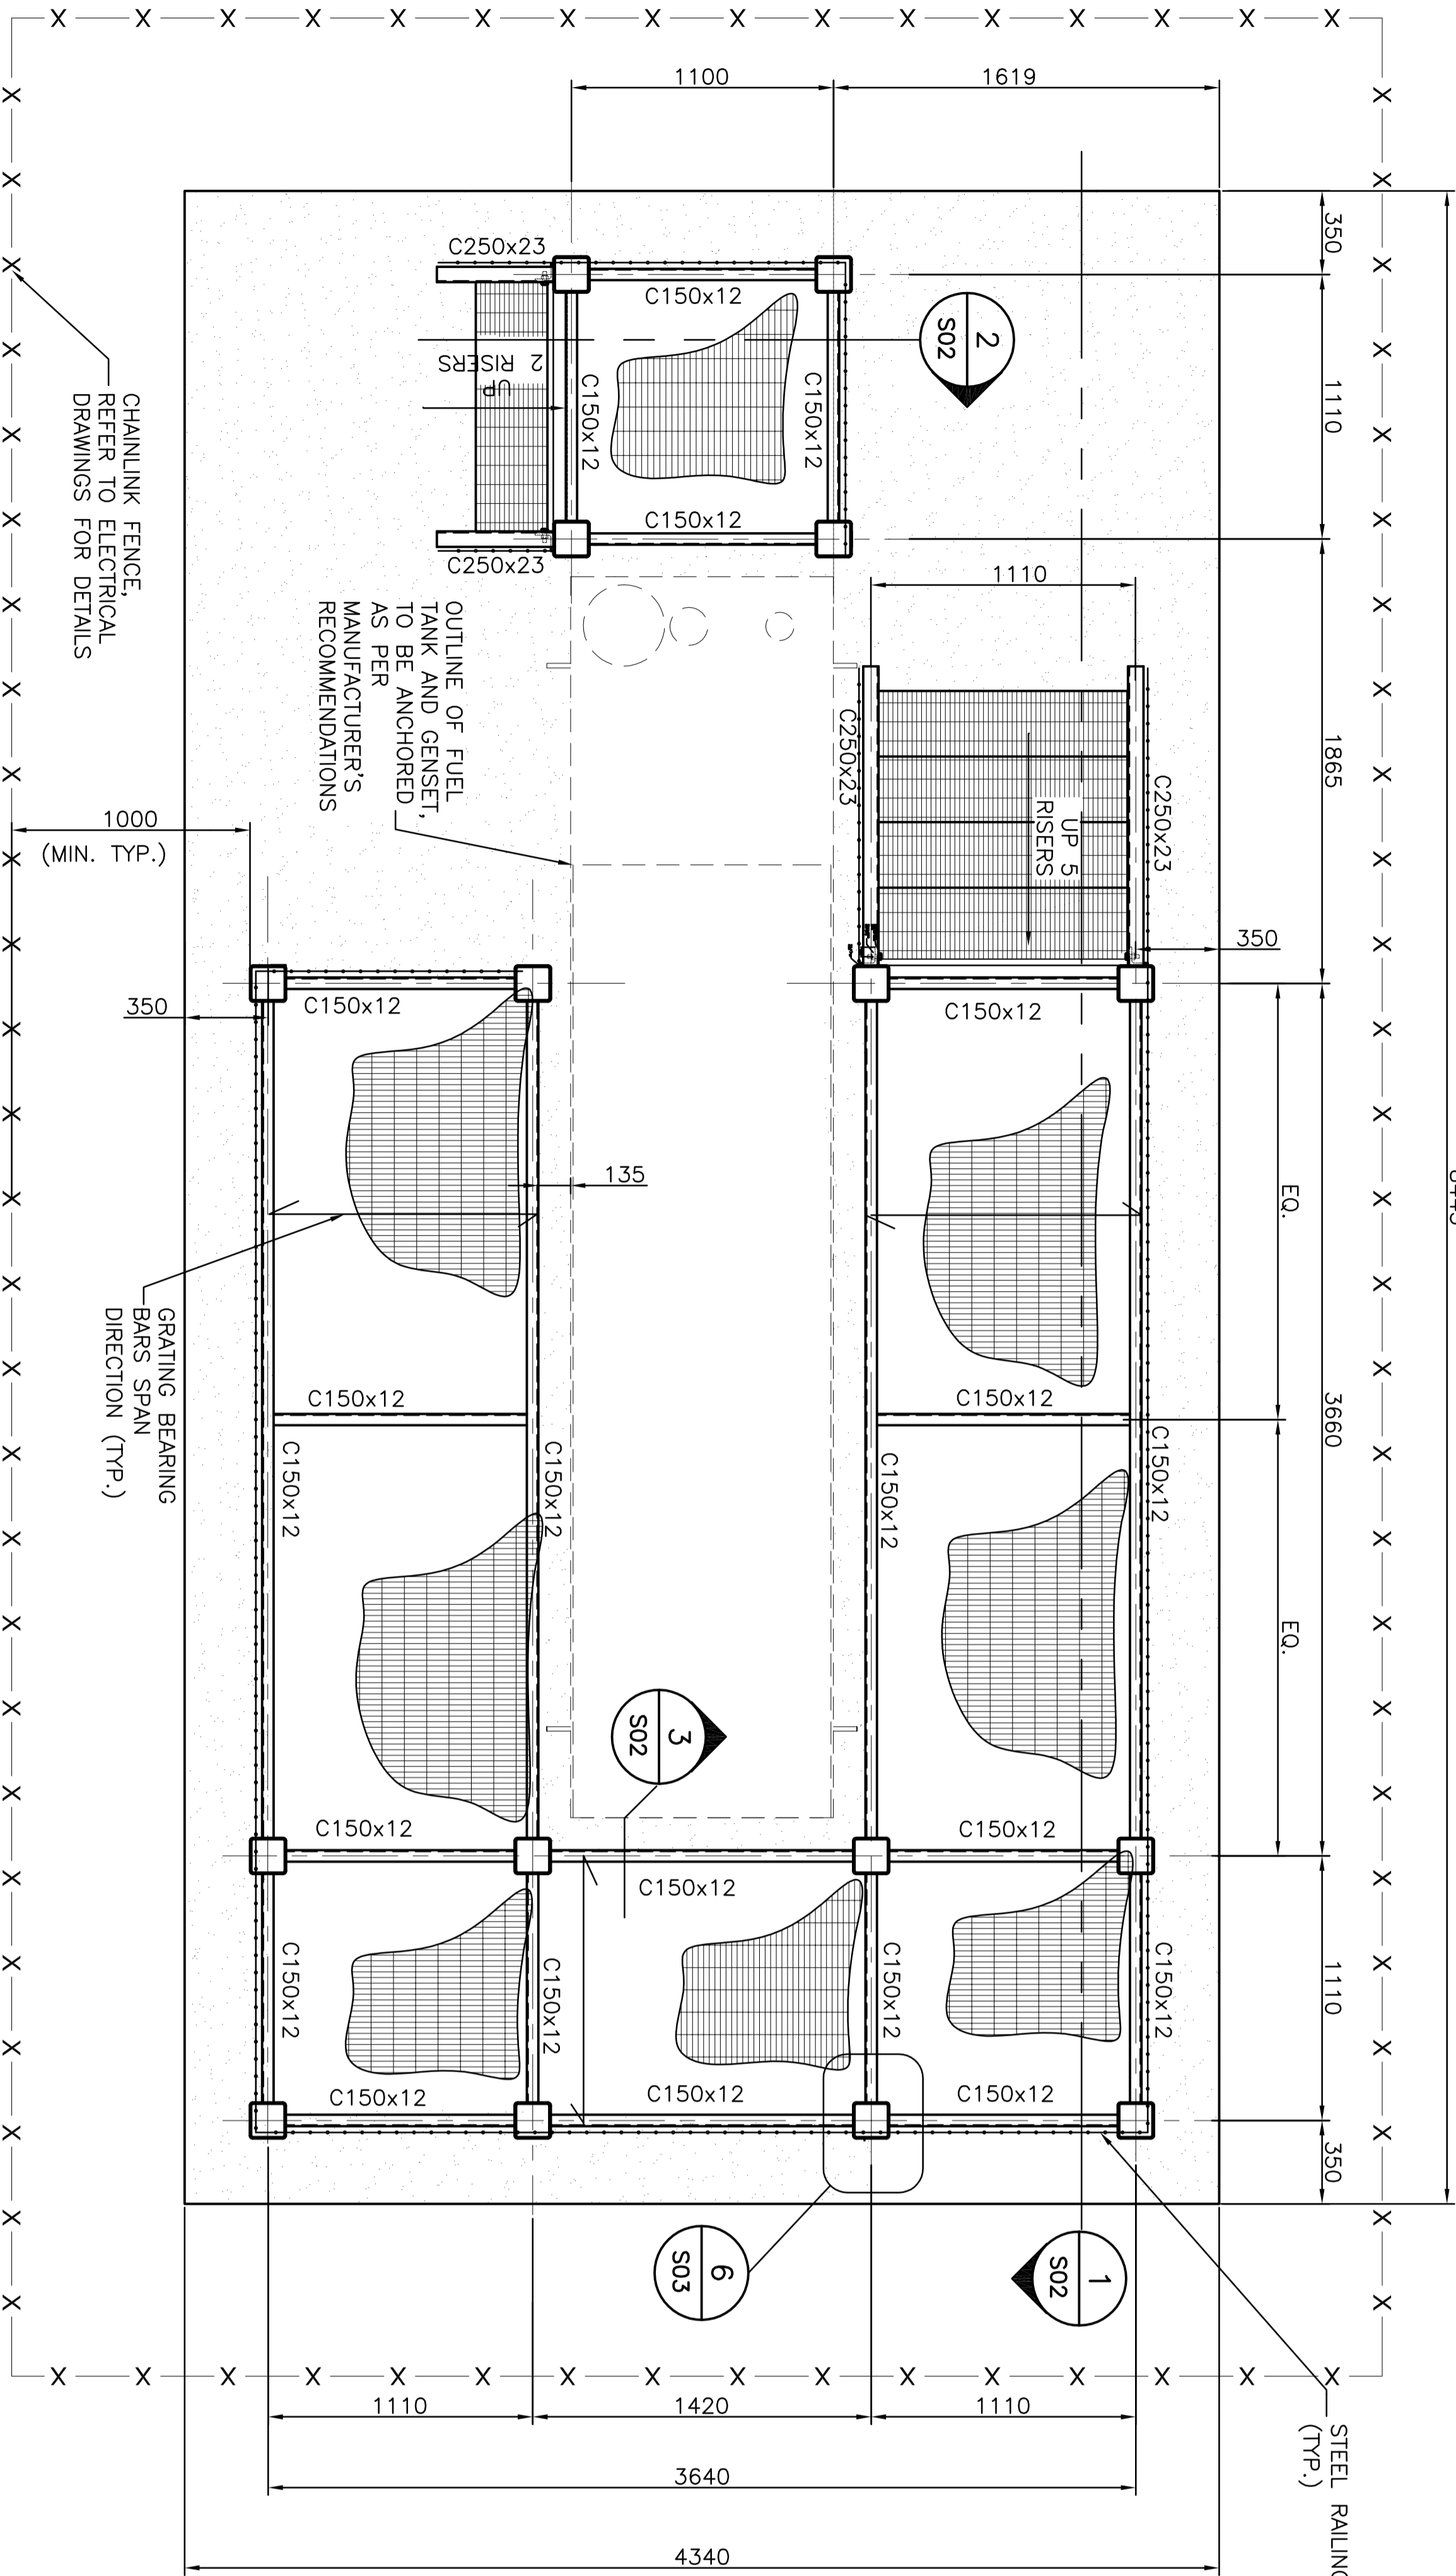 1100
1619
350
1110
1865
3660
1110
350
EQ.
EQ.
C250x23
C150x12
2 RISERS
UP
C150x12
C150x12
C150x12
C250x23
2
S02
1110
CHAINLINK FENCE,
REFER TO ELECTRICAL
DRAWINGS FOR DETAILS
OUTLINE OF FUEL
TANK AND GENSET,
TO BE ANCHORED
AS PER
MANUFACTURER'S
RECOMMENDATIONS
C250x23
UP 5
RISERS
C250x23
1000
(MIN. TYP.)
350
350
C150x12
C150x12
135
GRATING BEARING
BARS SPAN
DIRECTION (TYP.)
C150x12
C150x12
C150x12
C150x12
C150x12
C150x12
3
S02
C150x12
C150x12
C150x12
C150x12
C150x12
C150x12
C150x12
C150x12
C150x12
C150x12
6
S03
1
S02
STEEL RAILING
(TYP.)
1110
1420
1110
3640
4340
X X X X X X X X X X X X X X X X
X X X X X X X X X X X X X X X X X X X X X X X X X X X
X X X X X X X X X X X X X X X X X X X X X X X X X X X
X X X X X X X X X X X X X X X X